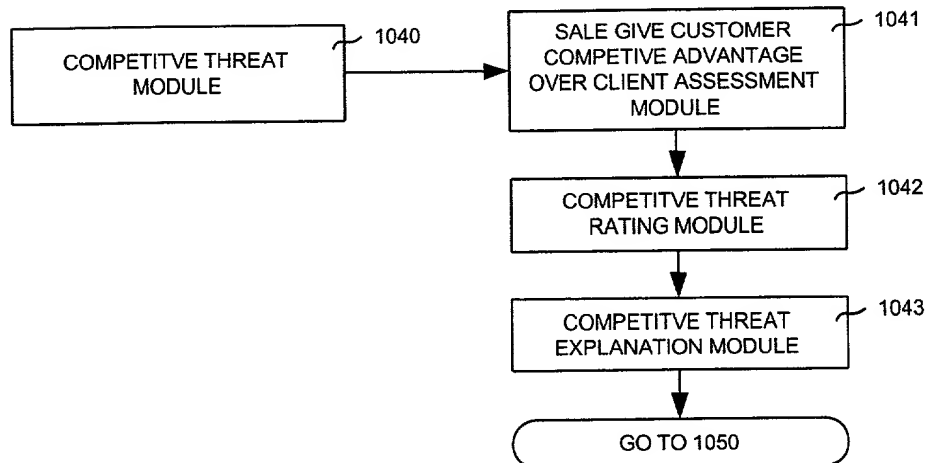 COMPETITVE THREAT
MODULE
1040
SALE GIVE CUSTOMER
COMPETIVE ADVANTAGE
OVER CLIENT ASSESSMENT
MODULE
1041
COMPETITVE THREAT
RATING MODULE
1042
COMPETITVE THREAT
EXPLANATION MODULE
1043
GO TO 1050